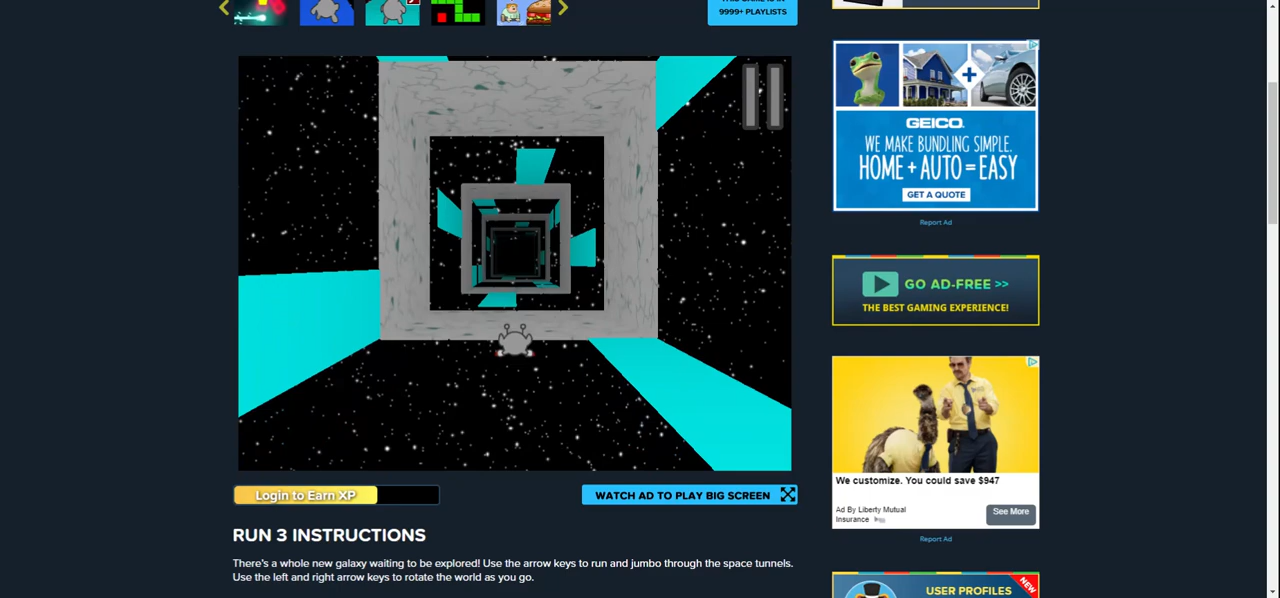 THIS GAME IS IN
9999+ PLAYLISTS
GEICO
WE MAKE BUNDLING SIMPLE.
HOME + AUTO = EASY
GET A QUOTE
Report Ad
GO AD-FREE >>
THE BEST GAMING EXPERIENCE!
We customize. You could save $947
Ad By Liberty Mutual
Insurance
See More
Report Ad
Login to Earn XP
WATCH AD TO PLAY BIG SCREEN
RUN 3 INSTRUCTIONS
There's a whole new galaxy waiting to be explored! Use the arrow keys to run and jumbo through the space tunnels.
Use the left and right arrow keys to rotate the world as you go.
USER PROFILES
NEW